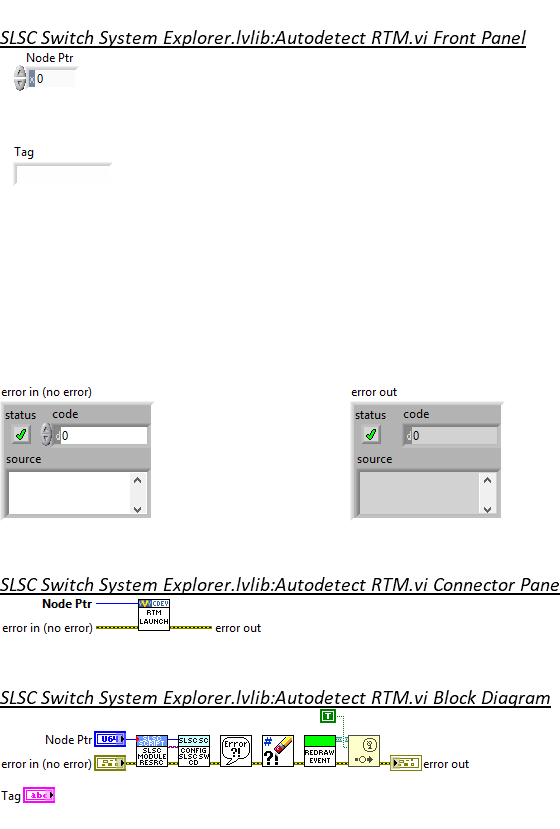 SLSC Switch System Explorer.lvlib:Autodetect RTM.vi Front Panel
Node Ptr
x 0
Tag
error in (no error)
error out
status code
d 0
source
status code
d 0
source
SLSC Switch System Explorer.lvlib:Autodetect RTM.vi Connector Pane
Node Ptr
CDEV
RTM
LAUNCH
error in (no error)
error out
SLSC Switch System Explorer.lvlib:Autodetect RTM.vi Block Diagram
T
Node Ptr
U64
SLSC
MODULE
RESRC
SLSC SC
CONFIG
SLSC SW
CD
Error
?!
#
?!
REDRAW
EVENT
error in (no error)
error out
Tag
abc